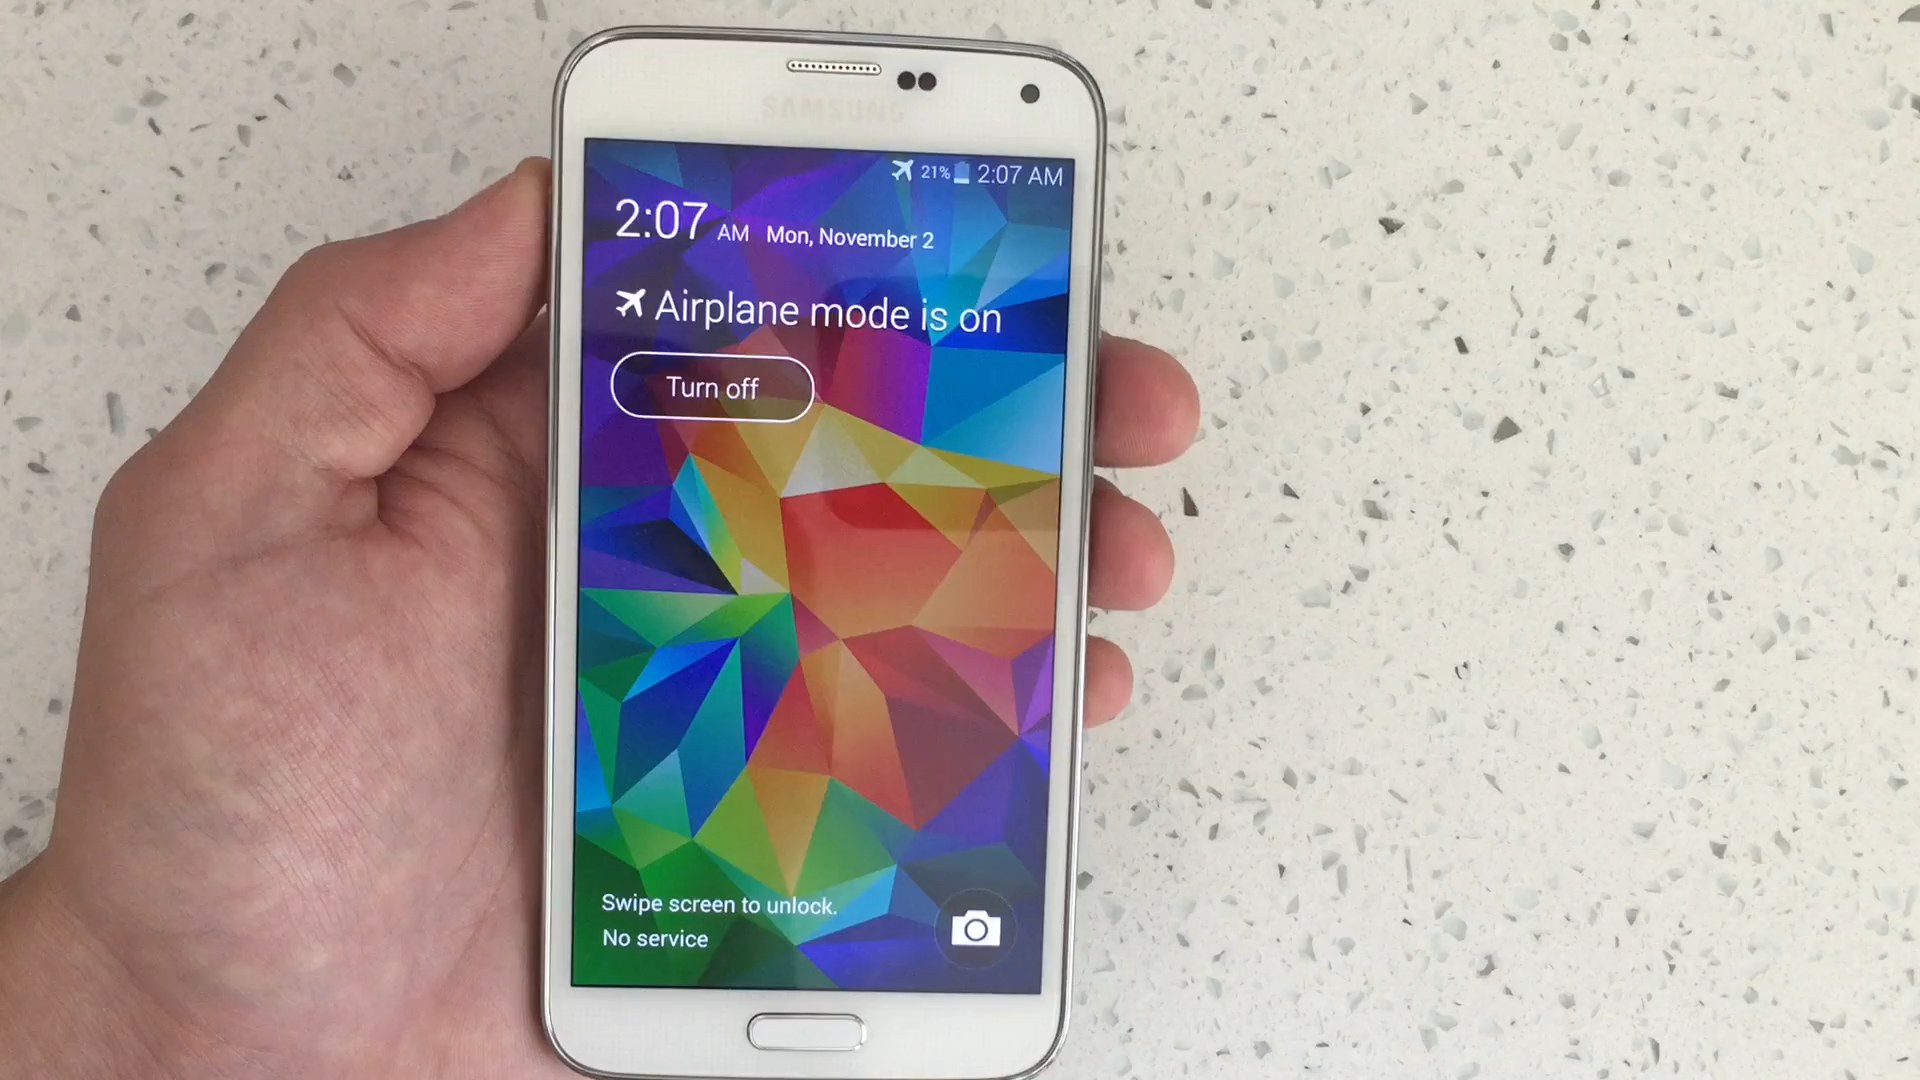 SAMSUNG
21% 2:07 AM
2:07 AM Mon, November 2
Airplane mode is on
Turn off
Swipe screen to unlock.
No service